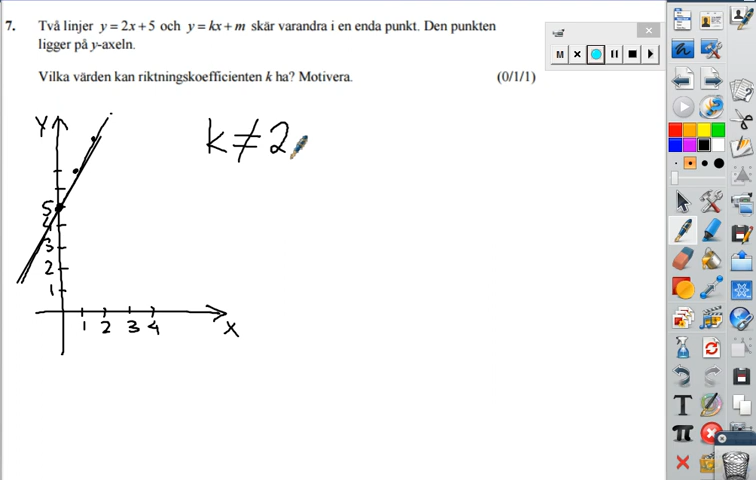 7. Två linjer y = 2x + 5 och y = kx + m skär varandra i en enda punkt. Den punkten
ligger på y-axeln.
Vilka värden kan riktningskoefficienten k ha? Motivera. (0/1/1)
M
k ≠ 2
Y
5
4
3
2
1
1 2 3 4
X
T
π